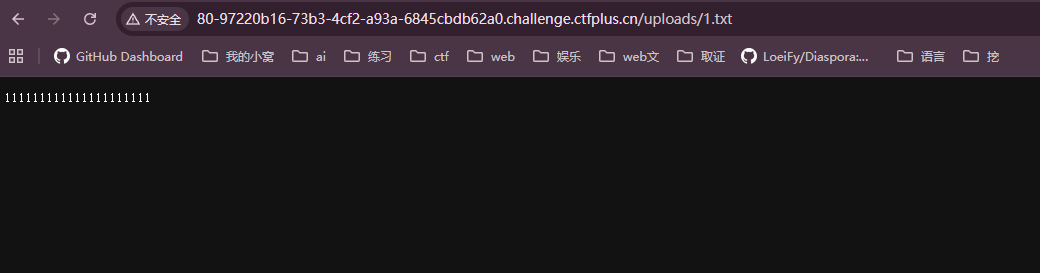 不安全 80-97220b16-73b3-4cf2-a93a-6845cbdb62a0.challenge.ctfplus.cn/uploads/1.txt
GitHub Dashboard 我的小窝 ai 练习 ctf web 娱乐 web文 取证 LoeiFy/Diaspora:... 语言 挖
111111111111111111111